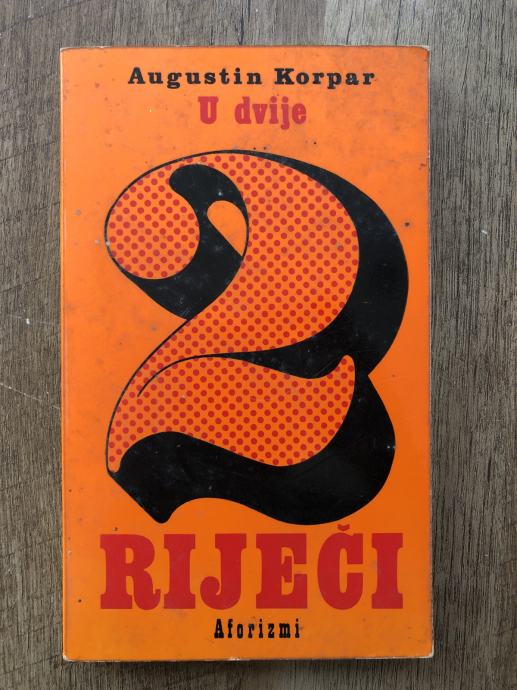 Augustin Korpar
U dvije
2
RIJEČI
Aforizmi